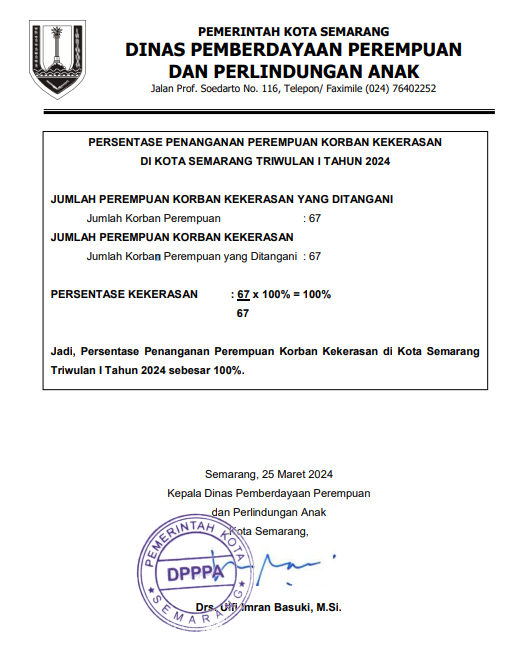 PEMERINTAH KOTA SEMARANG
DINAS PEMBERDAYAAN PEREMPUAN
DAN PERLINDUNGAN ANAK
Jalan Prof. Soedarto No. 116, Telepon/ Faximile (024) 76402252
PERSENTASE PENANGANAN PEREMPUAN KORBAN KEKERASAN
DI KOTA SEMARANG TRIWULAN I TAHUN 2024
JUMLAH PEREMPUAN KORBAN KEKERASAN YANG DITANGANI
Jumlah Korban Perempuan : 67
JUMLAH PEREMPUAN KORBAN KEKERASAN
Jumlah Korban Perempuan yang Ditangani : 67
PERSENTASE KEKERASAN : 67 x 100% = 100%
67
Jadi, Persentase Penanganan Perempuan Korban Kekerasan di Kota Semarang
Triwulan I Tahun 2024 sebesar 100%.
Semarang, 25 Maret 2024
Kepala Dinas Pemberdayaan Perempuan
dan Perlindungan Anak
Kota Semarang,
PEMERINTAH KOTA
DPPPA
SEMARANG
Drs. Ulfi Imran Basuki, M.Si.